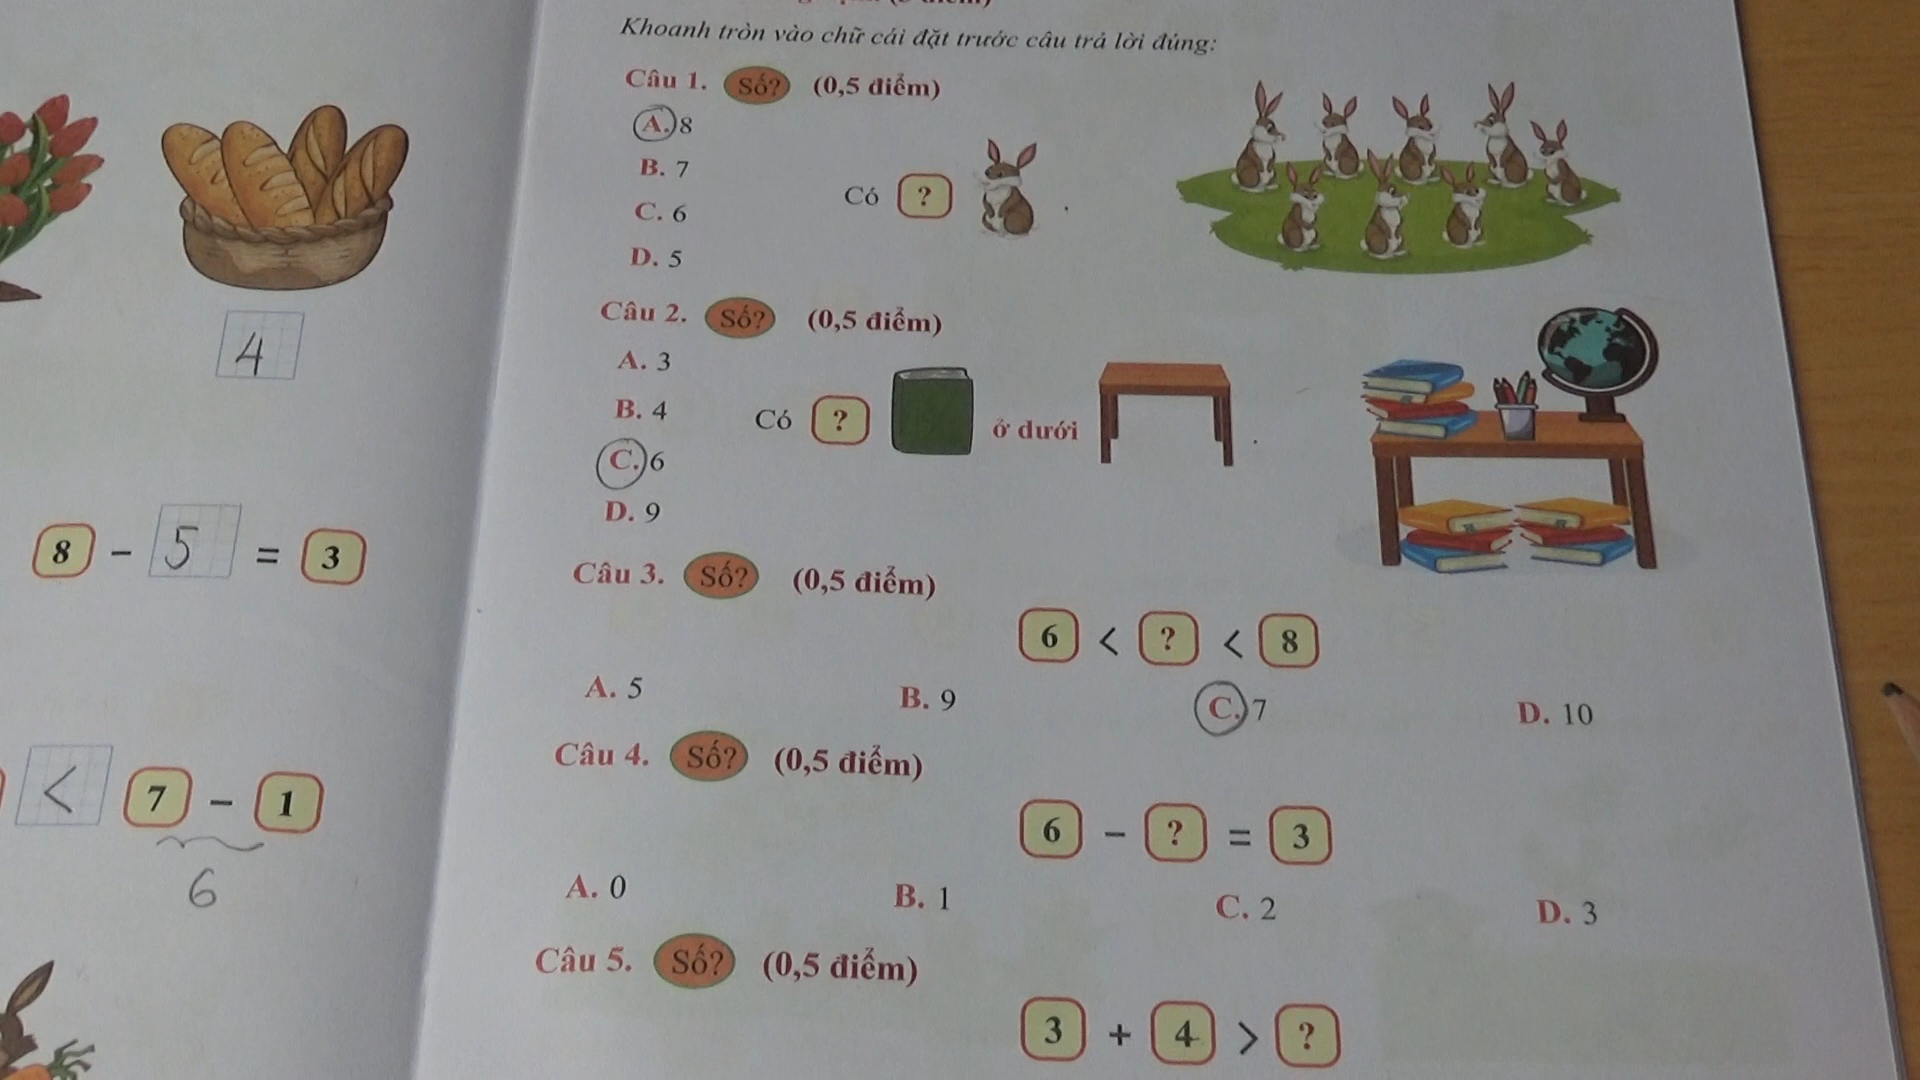 4
8 - 5 = 3
< 7 - 1
6
Khoanh tròn vào chữ cái đặt trước câu trả lời đúng:
Câu 1. Số? (0,5 điểm)
A. 8
B. 7
C. 6
D. 5
Có ? .
Câu 2. Số? (0,5 điểm)
A. 3
B. 4
C. 6
D. 9
Có ? ở dưới .
Câu 3. Số? (0,5 điểm)
6 < ? < 8
A. 5 B. 9 C. 7 D. 10
Câu 4. Số? (0,5 điểm)
6 - ? = 3
A. 0 B. 1 C. 2 D. 3
Câu 5. Số? (0,5 điểm)
3 + 4 > ?